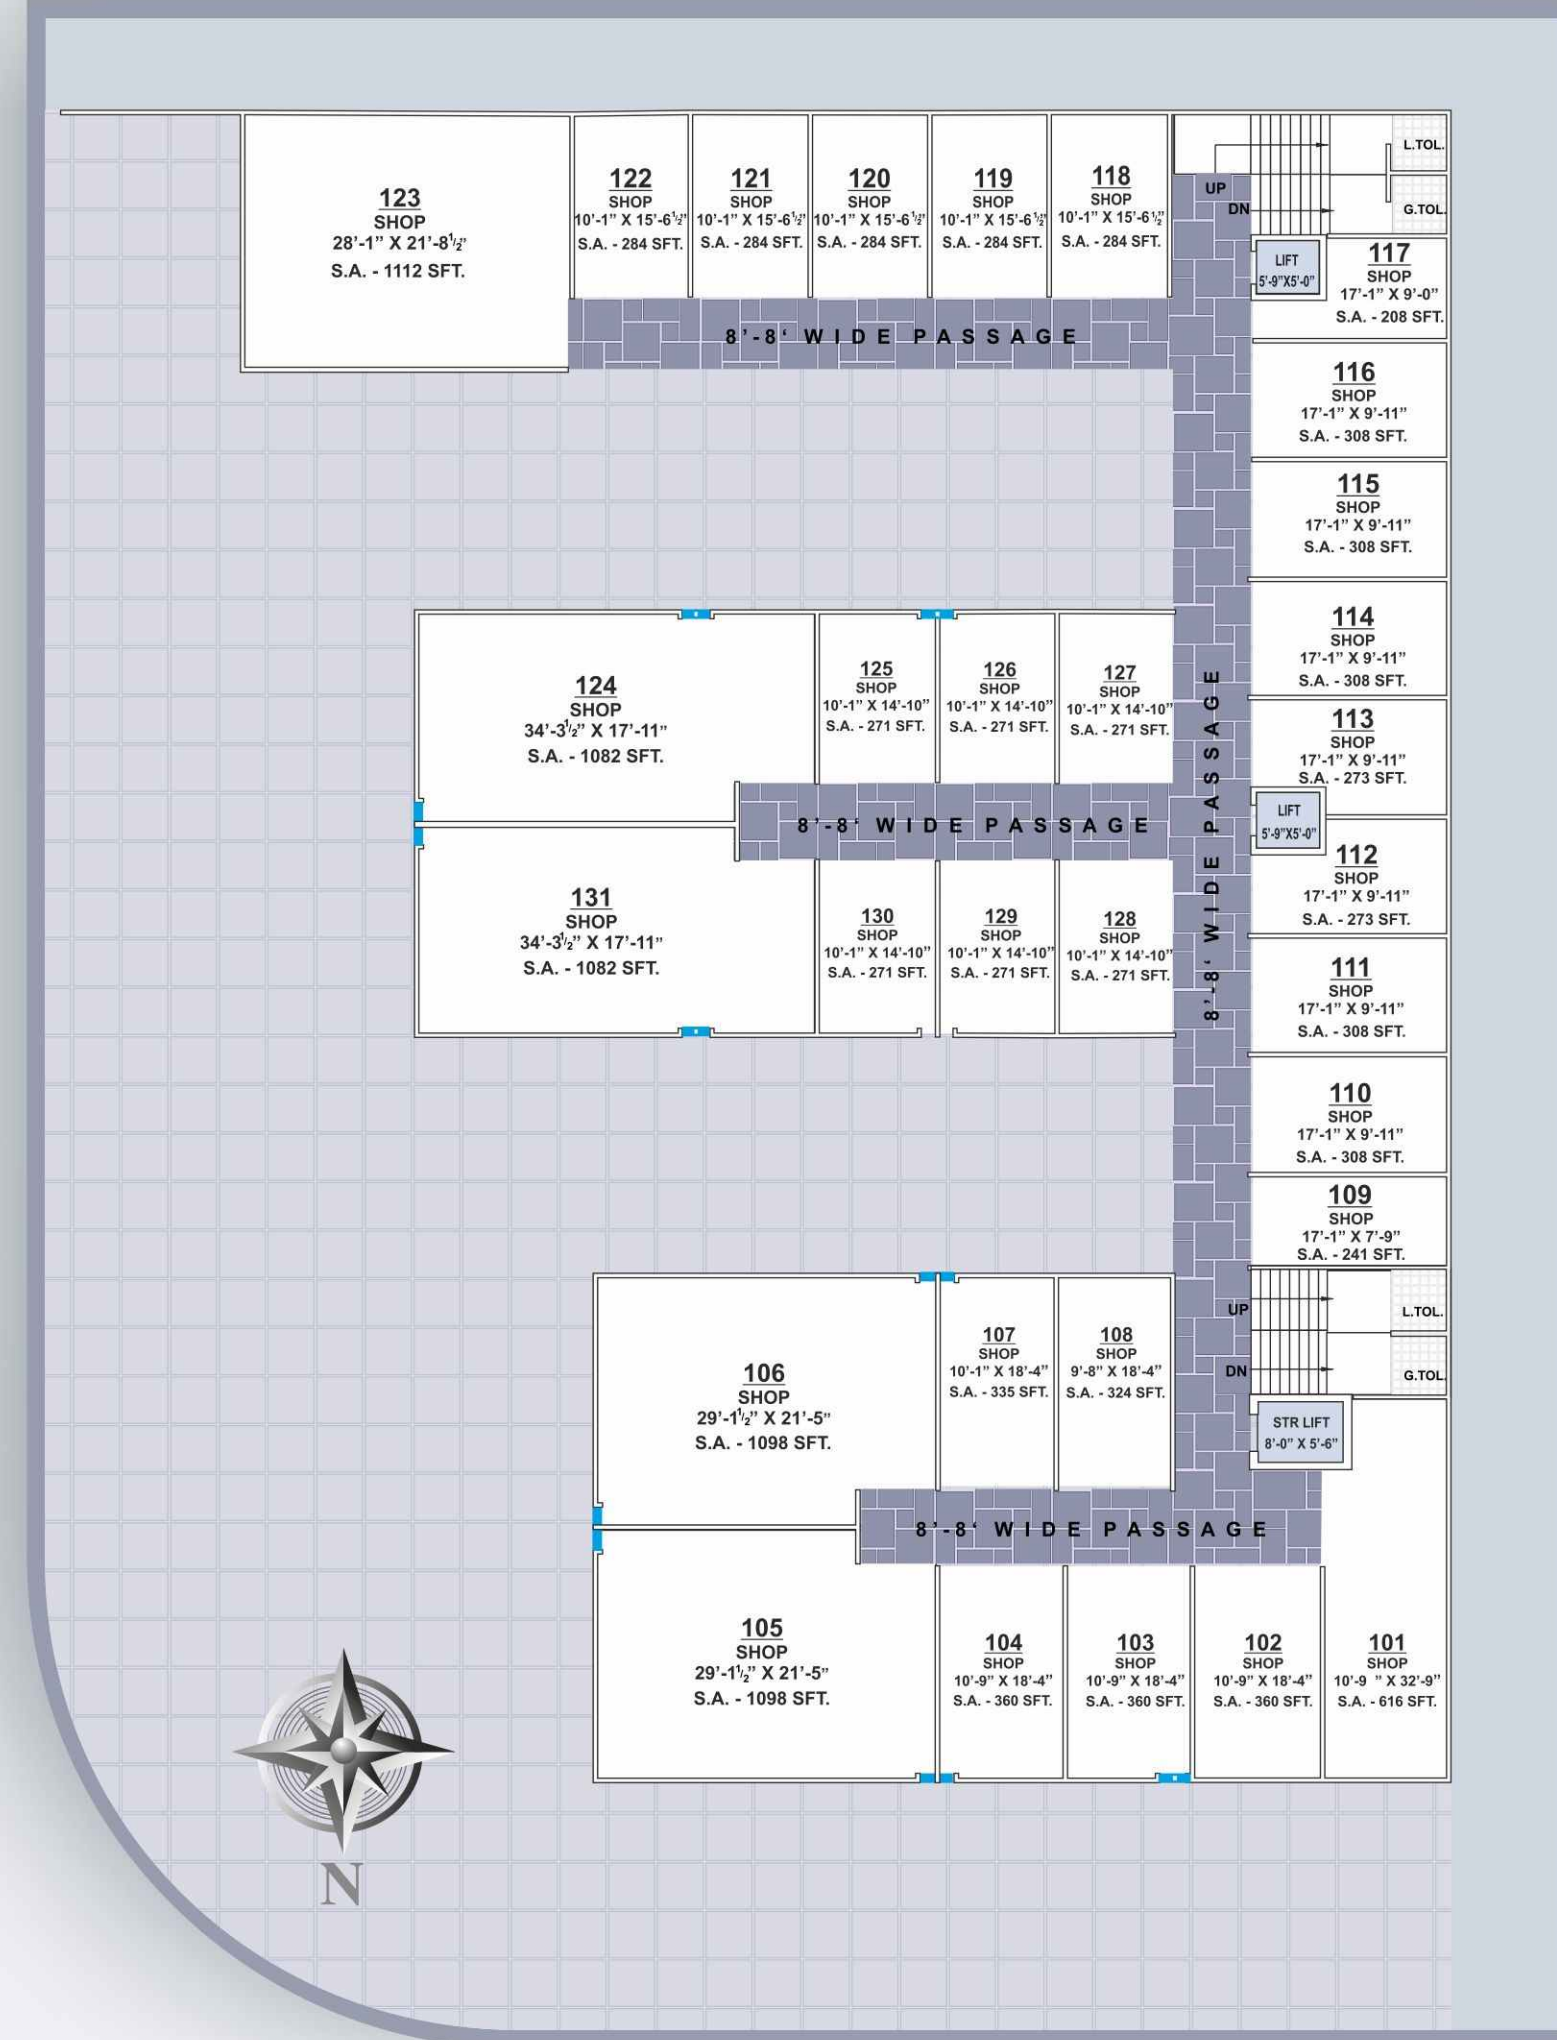 123
SHOP
28'-1" X 21'-8½"
S.A. - 1112 SFT.
122
SHOP
10'-1" X 15'-6½"
S.A. - 284 SFT.
121
SHOP
10'-1" X 15'-6½"
S.A. - 284 SFT.
120
SHOP
10'-1" X 15'-6½"
S.A. - 284 SFT.
119
SHOP
10'-1" X 15'-6½"
S.A. - 284 SFT.
118
SHOP
10'-1" X 15'-6½"
S.A. - 284 SFT.
UP
DN
L.TOL.
G.TOL.
LIFT
5'-9"X5'-0"
117
SHOP
17'-1" X 9'-0"
S.A. - 208 SFT.
8'-8' WIDE PASSAGE
116
SHOP
17'-1" X 9'-11"
S.A. - 308 SFT.
115
SHOP
17'-1" X 9'-11"
S.A. - 308 SFT.
114
SHOP
17'-1" X 9'-11"
S.A. - 308 SFT.
113
SHOP
17'-1" X 9'-11"
S.A. - 273 SFT.
LIFT
5'-9"X5'-0"
112
SHOP
17'-1" X 9'-11"
S.A. - 273 SFT.
111
SHOP
17'-1" X 9'-11"
S.A. - 308 SFT.
110
SHOP
17'-1" X 9'-11"
S.A. - 308 SFT.
109
SHOP
17'-1" X 7'-9"
S.A. - 241 SFT.
8'-8' WIDE PASSAGE
124
SHOP
34'-3½" X 17'-11"
S.A. - 1082 SFT.
125
SHOP
10'-1" X 14'-10"
S.A. - 271 SFT.
126
SHOP
10'-1" X 14'-10"
S.A. - 271 SFT.
127
SHOP
10'-1" X 14'-10"
S.A. - 271 SFT.
8'-8' WIDE PASSAGE
131
SHOP
34'-3½" X 17'-11"
S.A. - 1082 SFT.
130
SHOP
10'-1" X 14'-10"
S.A. - 271 SFT.
129
SHOP
10'-1" X 14'-10"
S.A. - 271 SFT.
128
SHOP
10'-1" X 14'-10"
S.A. - 271 SFT.
UP
DN
L.TOL.
G.TOL.
STR LIFT
8'-0" X 5'-6"
106
SHOP
29'-1½" X 21'-5"
S.A. - 1098 SFT.
107
SHOP
10'-1" X 18'-4"
S.A. - 335 SFT.
108
SHOP
9'-8" X 18'-4"
S.A. - 324 SFT.
8'-8' WIDE PASSAGE
105
SHOP
29'-1½" X 21'-5"
S.A. - 1098 SFT.
104
SHOP
10'-9" X 18'-4"
S.A. - 360 SFT.
103
SHOP
10'-9" X 18'-4"
S.A. - 360 SFT.
102
SHOP
10'-9" X 18'-4"
S.A. - 360 SFT.
101
SHOP
10'-9 " X 32'-9"
S.A. - 616 SFT.
N